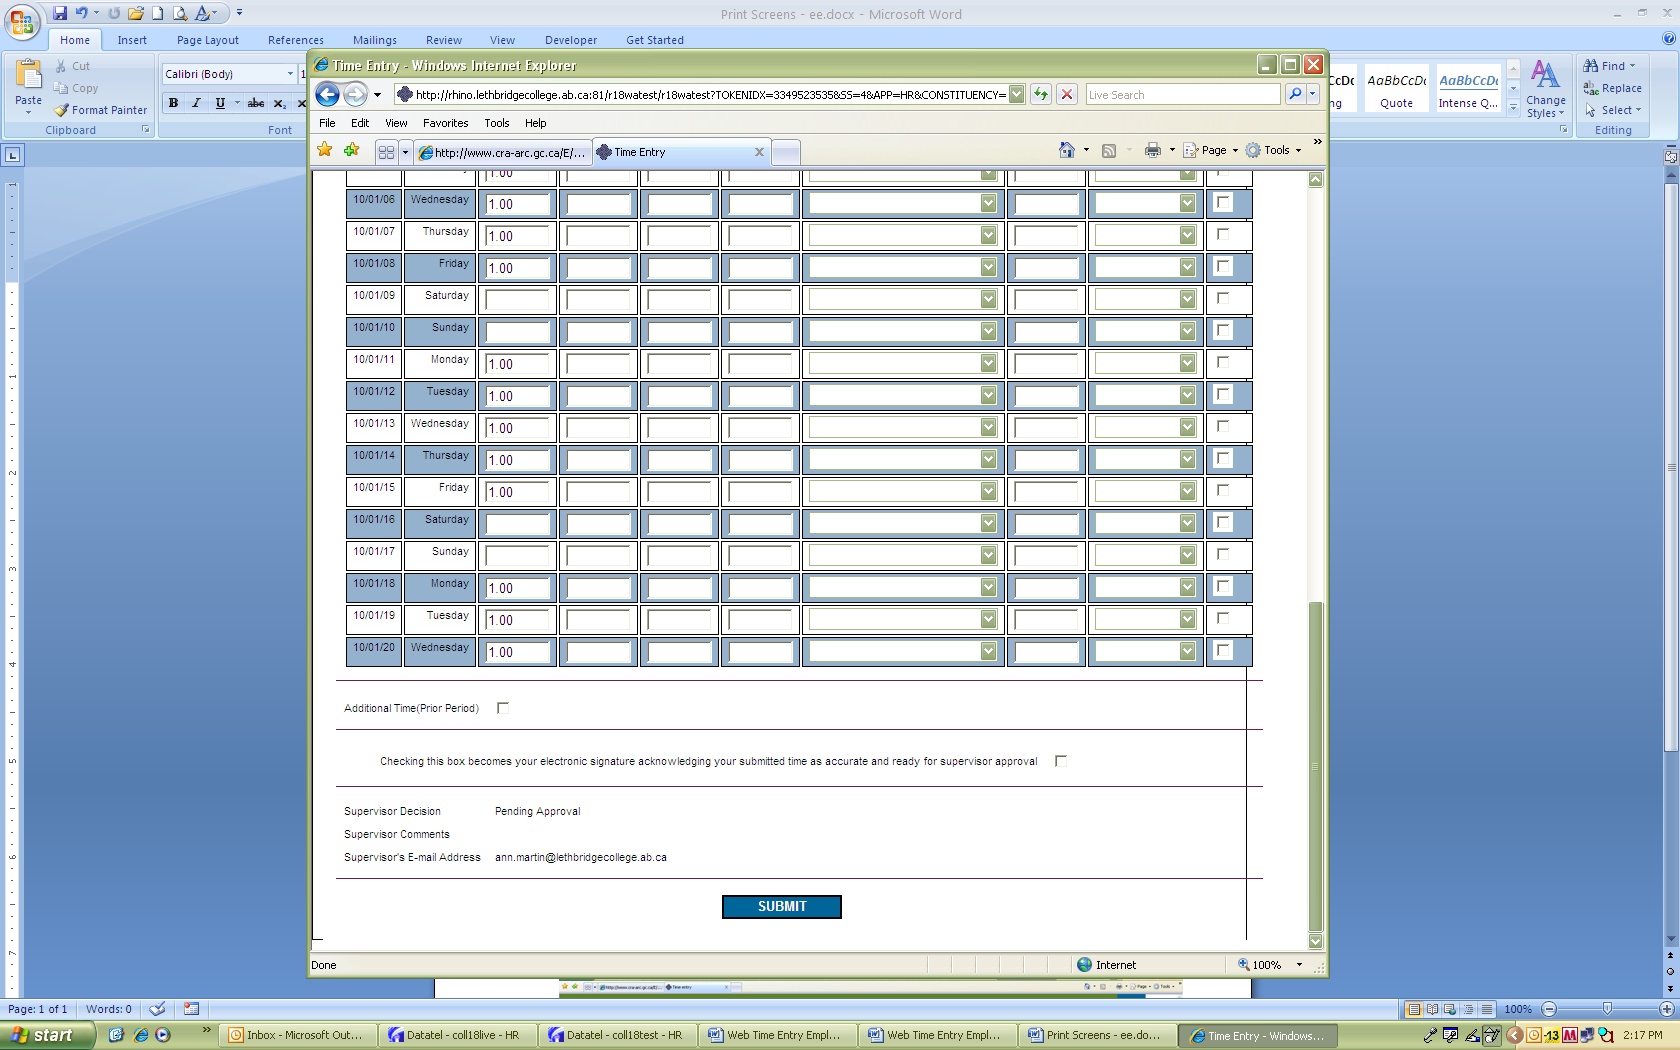 Print Screens - ee.docx - Microsoft Word
Home Insert Page Layout References Mailings Review View Developer Get Started
Paste
Cut
Copy
Format Painter
Clipboard
Calibri (Body)
B I U abc x₂
Font
AaBbCcDc AaBbCcDc
Quote Intense Q...
Change Styles
Find
Replace
Select
Editing
Time Entry - Windows Internet Explorer
http://rhino.lethbridgecollege.ab.ca:81/r18watest/r18watest?TOKENIDX=3349523535&SS=4&APP=HR&CONSTITUENCY=
Live Search
File Edit View Favorites Tools Help
http://www.cra-arc.gc.ca/E/... Time Entry
Page Tools
1.00
10/01/06 Wednesday 1.00
10/01/07 Thursday 1.00
10/01/08 Friday 1.00
10/01/09 Saturday
10/01/10 Sunday
10/01/11 Monday 1.00
10/01/12 Tuesday 1.00
10/01/13 Wednesday 1.00
10/01/14 Thursday 1.00
10/01/15 Friday 1.00
10/01/16 Saturday
10/01/17 Sunday
10/01/18 Monday 1.00
10/01/19 Tuesday 1.00
10/01/20 Wednesday 1.00
Additional Time(Prior Period)
Checking this box becomes your electronic signature acknowledging your submitted time as accurate and ready for supervisor approval
Supervisor Decision Pending Approval
Supervisor Comments
Supervisor's E-mail Address ann.martin@lethbridgecollege.ab.ca
SUBMIT
Done Internet 100%
Page: 1 of 1 Words: 0 100%
start Inbox - Microsoft Out... Datatel - coll18live - HR Datatel - coll18test - HR Web Time Entry Empl... Web Time Entry Empl... Print Screens - ee.do... Time Entry - Windows... -13 2:17 PM